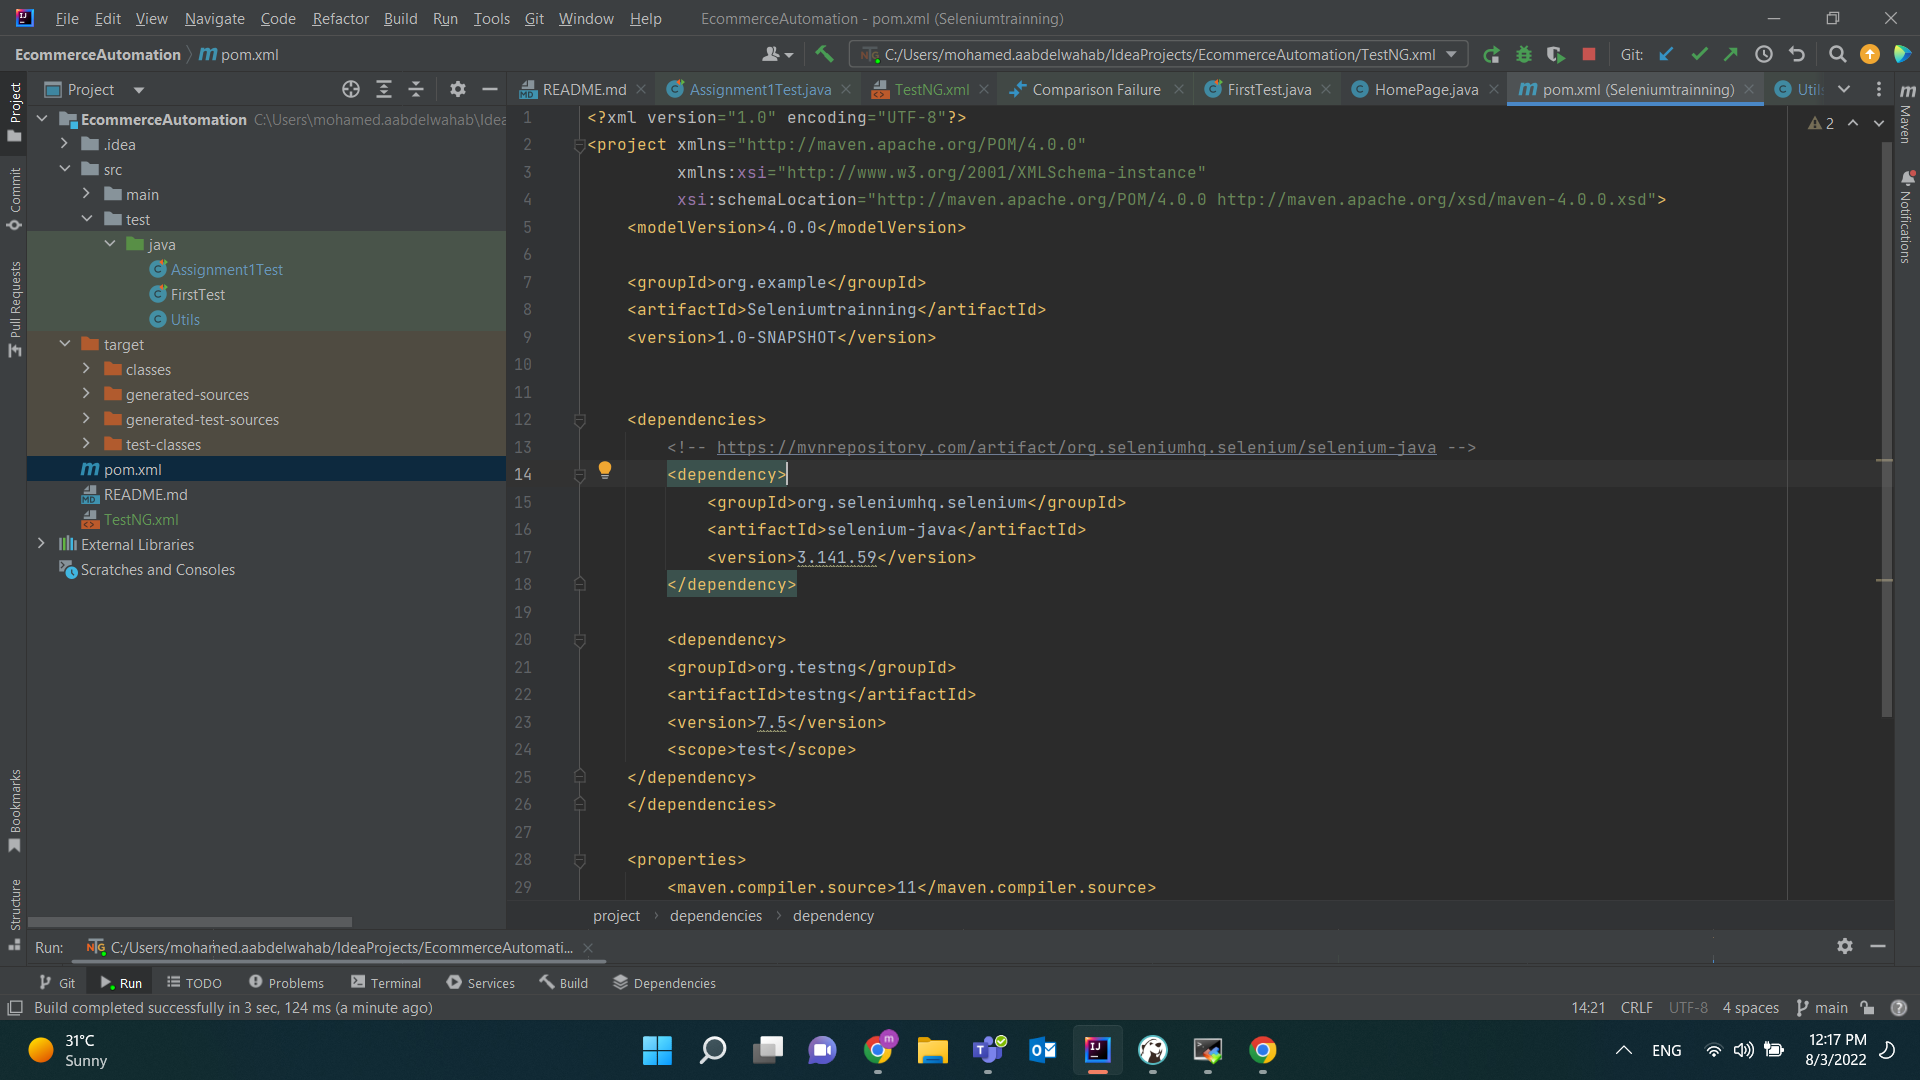 File Edit View Navigate Code Refactor Build Run Tools Git Window Help EcommerceAutomation - pom.xml (Seleniumtrainning)
EcommerceAutomation pom.xml C:/Users/mohamed.aabdelwahab/IdeaProjects/EcommerceAutomation/TestNG.xml Git:
Project README.md Assignment1Test.java TestNG.xml Comparison Failure FirstTest.java HomePage.java pom.xml (Seleniumtrainning) Utils
Project
Commit
Pull Requests
Bookmarks
Structure
EcommerceAutomation C:\Users\mohamed.aabdelwahab\Idea
.idea
src
main
test
java
Assignment1Test
FirstTest
Utils
target
classes
generated-sources
generated-test-sources
test-classes
pom.xml
README.md
TestNG.xml
External Libraries
Scratches and Consoles
1 <?xml version="1.0" encoding="UTF-8"?>
2 <project xmlns="http://maven.apache.org/POM/4.0.0"
3 xmlns:xsi="http://www.w3.org/2001/XMLSchema-instance"
4 xsi:schemaLocation="http://maven.apache.org/POM/4.0.0 http://maven.apache.org/xsd/maven-4.0.0.xsd">
5 <modelVersion>4.0.0</modelVersion>
6
7 <groupId>org.example</groupId>
8 <artifactId>Seleniumtrainning</artifactId>
9 <version>1.0-SNAPSHOT</version>
10
11
12 <dependencies>
13 <!-- https://mvnrepository.com/artifact/org.seleniumhq.selenium/selenium-java -->
14 <dependency>
15 <groupId>org.seleniumhq.selenium</groupId>
16 <artifactId>selenium-java</artifactId>
17 <version>3.141.59</version>
18 </dependency>
19
20 <dependency>
21 <groupId>org.testng</groupId>
22 <artifactId>testng</artifactId>
23 <version>7.5</version>
24 <scope>test</scope>
25 </dependency>
26 </dependencies>
27
28 <properties>
29 <maven.compiler.source>11</maven.compiler.source>
2
Maven
Notifications
project › dependencies › dependency
Run: C:/Users/mohamed.aabdelwahab/IdeaProjects/EcommerceAutomati...
Git Run TODO Problems Terminal Services Build Dependencies
Build completed successfully in 3 sec, 124 ms (a minute ago) 14:21 CRLF UTF-8 4 spaces main
31°C
Sunny
ENG
12:17 PM
8/3/2022